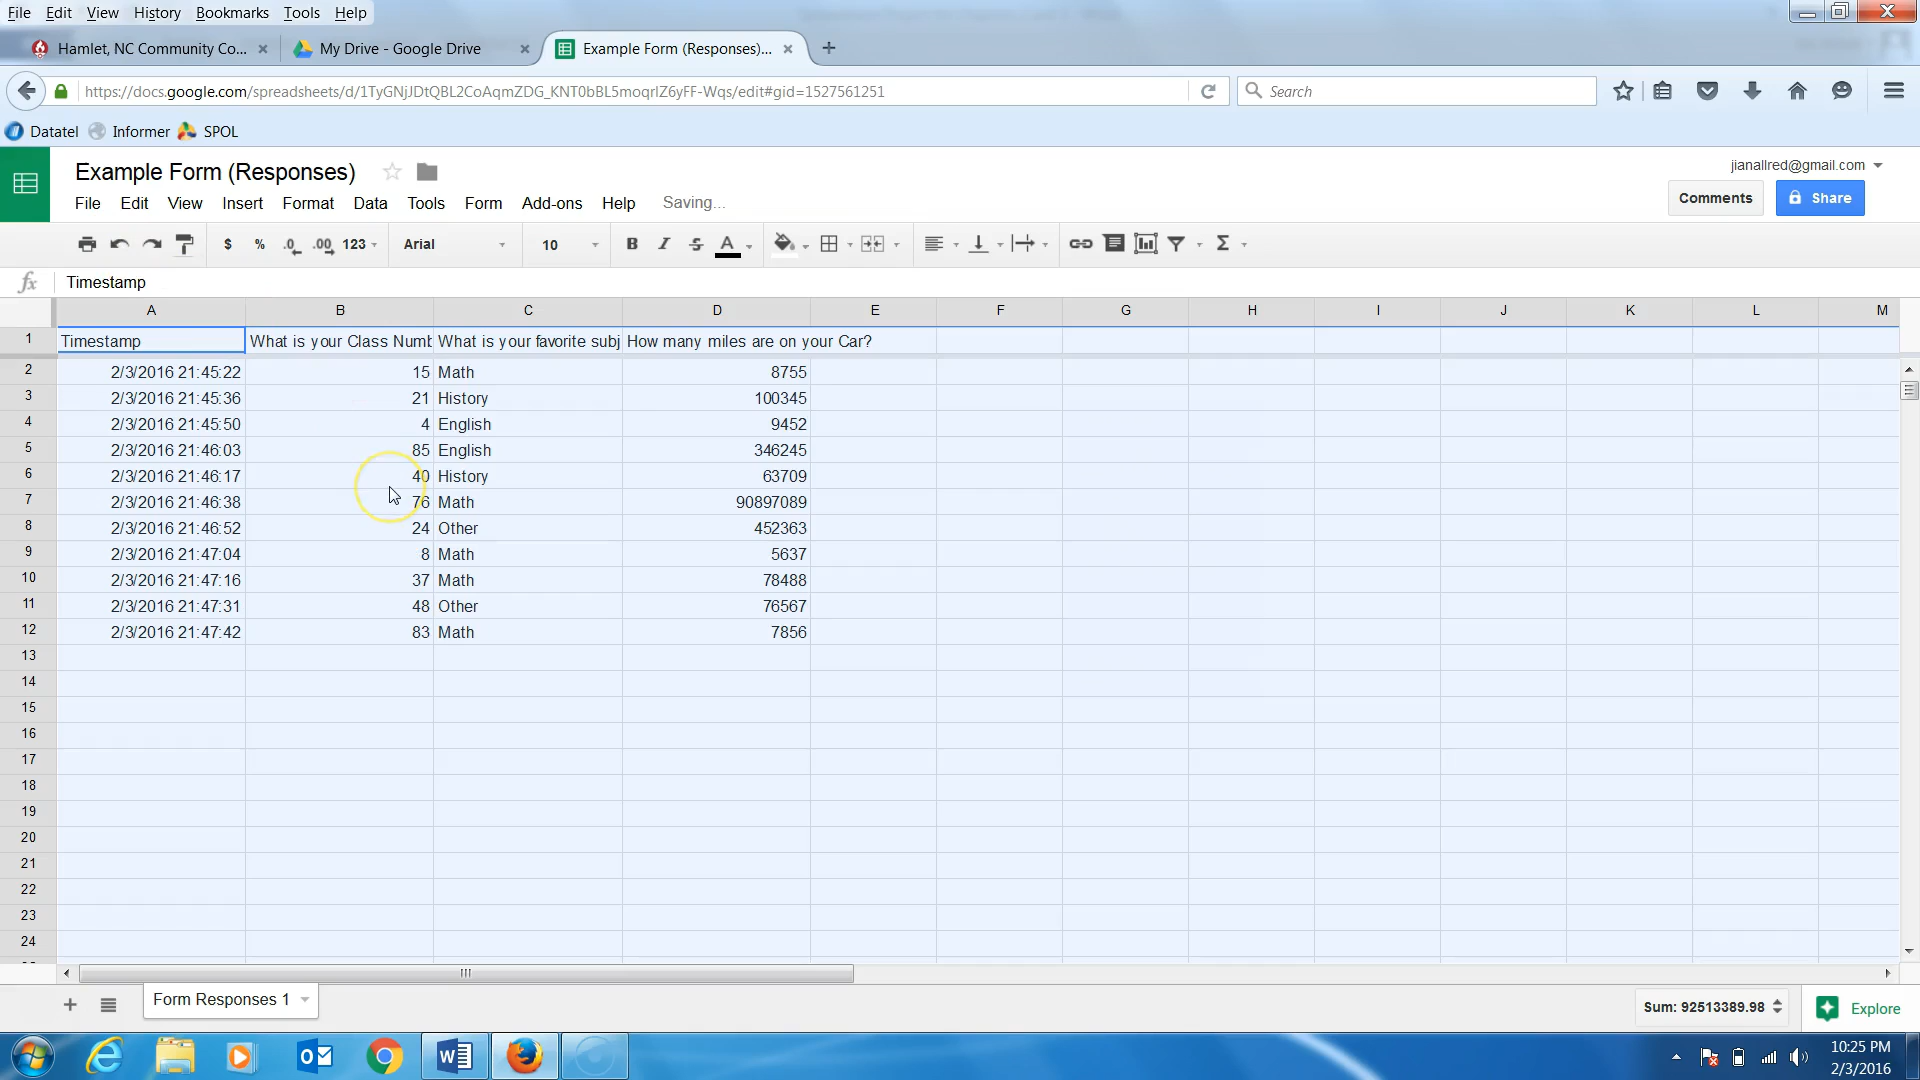 File Edit View History Bookmarks Tools Help
Hamlet, NC Community Co... My Drive - Google Drive Example Form (Responses)...
https://docs.google.com/spreadsheets/d/1TyGNjJDtQBL2CoAqmZDG_KNT0bBL5moqrlZ6yFF-Wqs/edit#gid=1527561251 Search
Datatel Informer SPOL
Example Form (Responses) jianallred@gmail.com
File Edit View Insert Format Data Tools Form Add-ons Help Saving... Comments Share
$ % .0 .00 123 Arial 10 B I S A Σ
fx Timestamp
A B C D E F G H I J K L M
1 Timestamp What is your Class Numb What is your favorite subj How many miles are on your Car?
2 2/3/2016 21:45:22 15 Math 8755
3 2/3/2016 21:45:36 21 History 100345
4 2/3/2016 21:45:50 4 English 9452
5 2/3/2016 21:46:03 85 English 346245
6 2/3/2016 21:46:17 40 History 63709
7 2/3/2016 21:46:38 76 Math 90897089
8 2/3/2016 21:46:52 24 Other 452363
9 2/3/2016 21:47:04 8 Math 5637
10 2/3/2016 21:47:16 37 Math 78488
11 2/3/2016 21:47:31 48 Other 76567
12 2/3/2016 21:47:42 83 Math 7856
13
14
15
16
17
18
19
20
21
22
23
24
Form Responses 1 Sum: 92513389.98 Explore
10:25 PM
2/3/2016